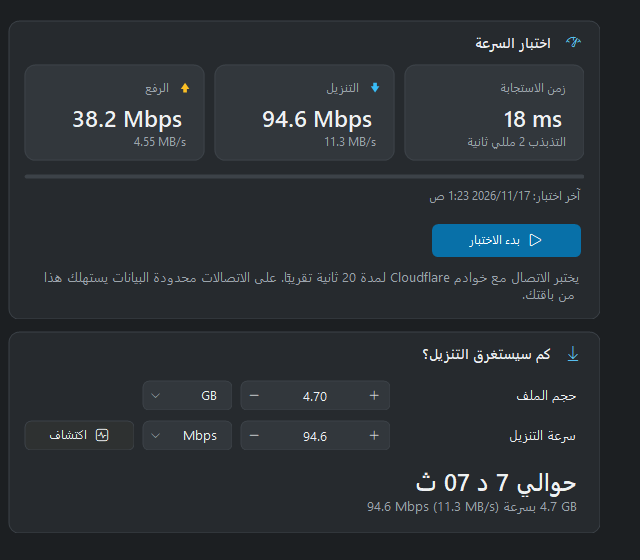 اختبار السرعة
زمن الاستجابة
18 ms
التذبذب 2 مللي ثانية
التنزيل
94.6 Mbps
11.3 MB/s
الرفع
38.2 Mbps
4.55 MB/s
آخر اختبار: 2026/11/17 1:23 ص
بدء الاختبار
يختبر الاتصال مع خوادم Cloudflare لمدة 20 ثانية تقريبًا. على الاتصالات محدودة البيانات يستهلك هذا
من باقتك.
كم سيستغرق التنزيل؟
حجم الملف
+ 4.70 −
GB
سرعة التنزيل
+ 94.6 −
Mbps
اكتشاف
حوالي 7 د 07 ث
4.7 GB بسرعة 94.6 Mbps (11.3 MB/s)